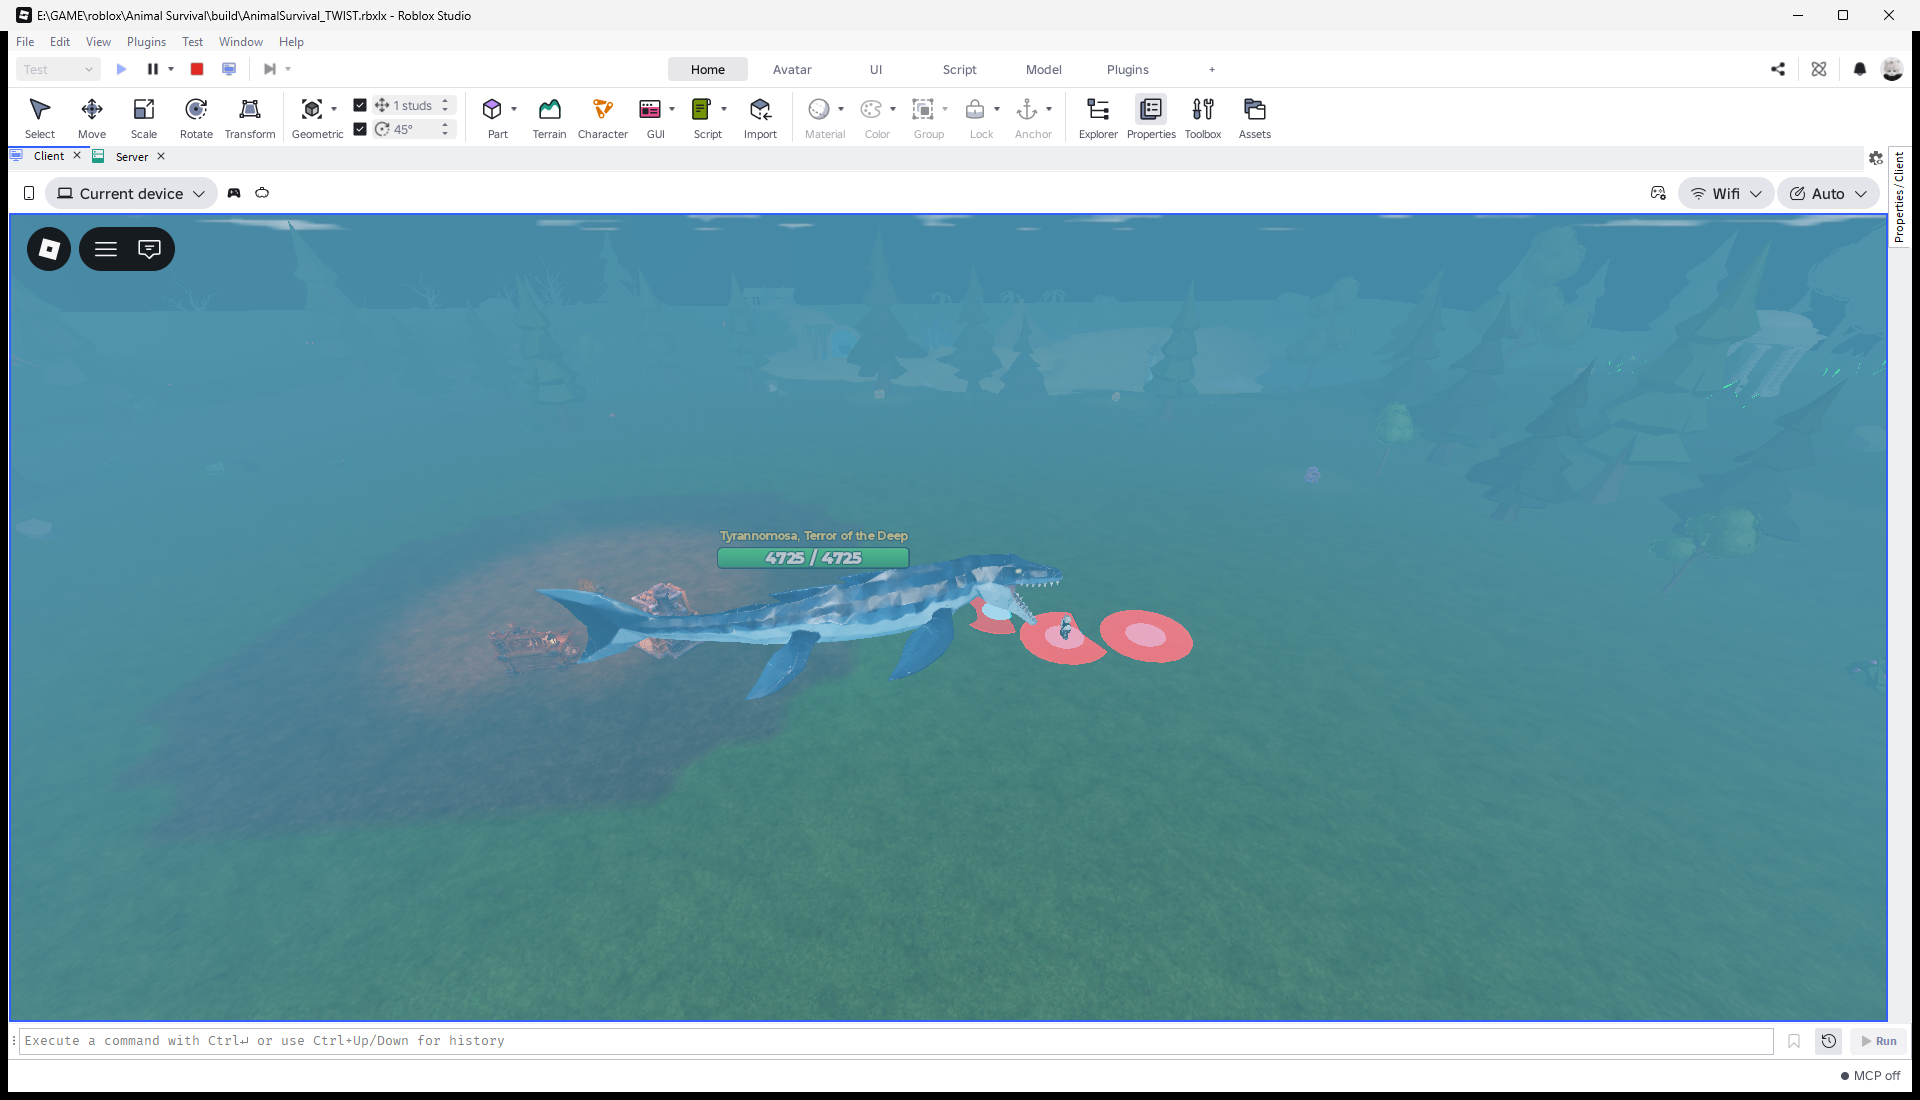 E:\GAME\roblox\Animal Survival\build\AnimalSurvival_TWIST.rbxlx - Roblox Studio
File Edit View Plugins Test Window Help
Test
Home Avatar UI Script Model Plugins +
1 studs
45°
Select Move Scale Rotate Transform Geometric Part Terrain Character GUI Script Import Material Color Group Lock Anchor Explorer Properties Toolbox Assets
Client Server
Current device
Wifi
Auto
Properties / Client
Tyrannomosa, Terror of the Deep
4725 / 4725
Execute a command with Ctrl↵ or use Ctrl+Up/Down for history
Run
MCP off